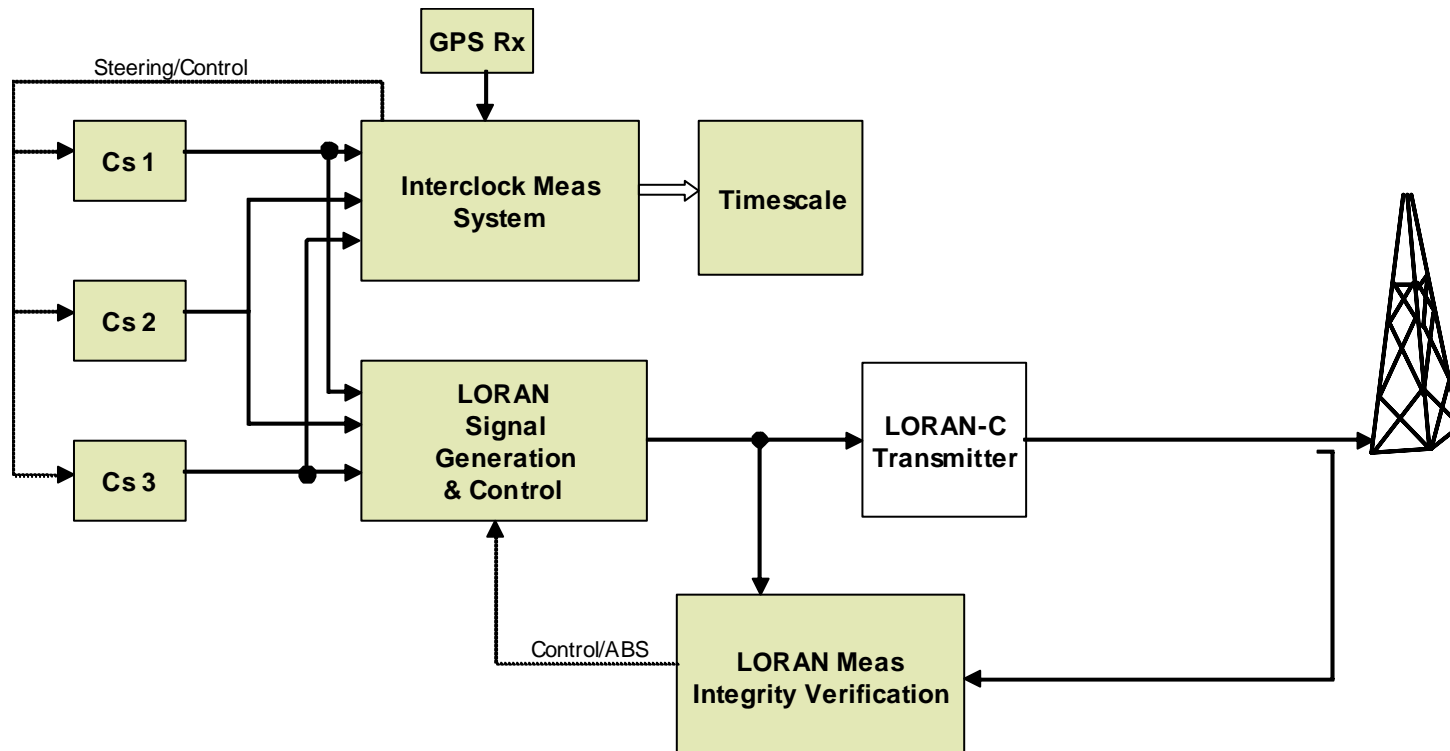 GPS Rx
Steering/Control
Cs 1
Interclock Meas
System
Timescale
Cs 2
LORAN
Signal
Generation
& Control
LORAN-C
Transmitter
Cs 3
Control/ABS
LORAN Meas
Integrity Verification